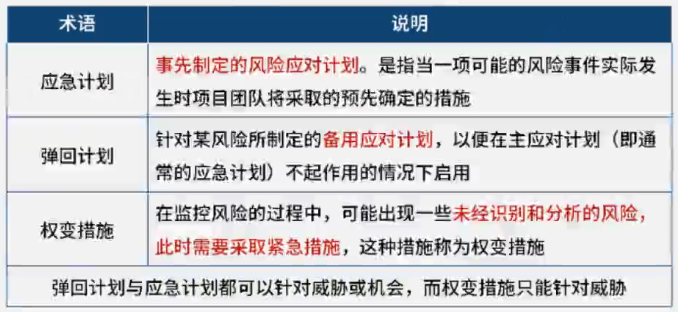 术语 说明
应急计划 事先制定的风险应对计划。是指当一项可能的风险事件实际发
生时项目团队将采取的预先确定的措施
弹回计划 针对某风险所制定的备用应对计划，以便在主应对计划（即通
常的应急计划）不起作用的情况下启用
权变措施 在监控风险的过程中，可能出现一些未经识别和分析的风险，
此时需要采取紧急措施，这种措施称为权变措施
弹回计划与应急计划都可以针对威胁或机会，而权变措施只能针对威胁